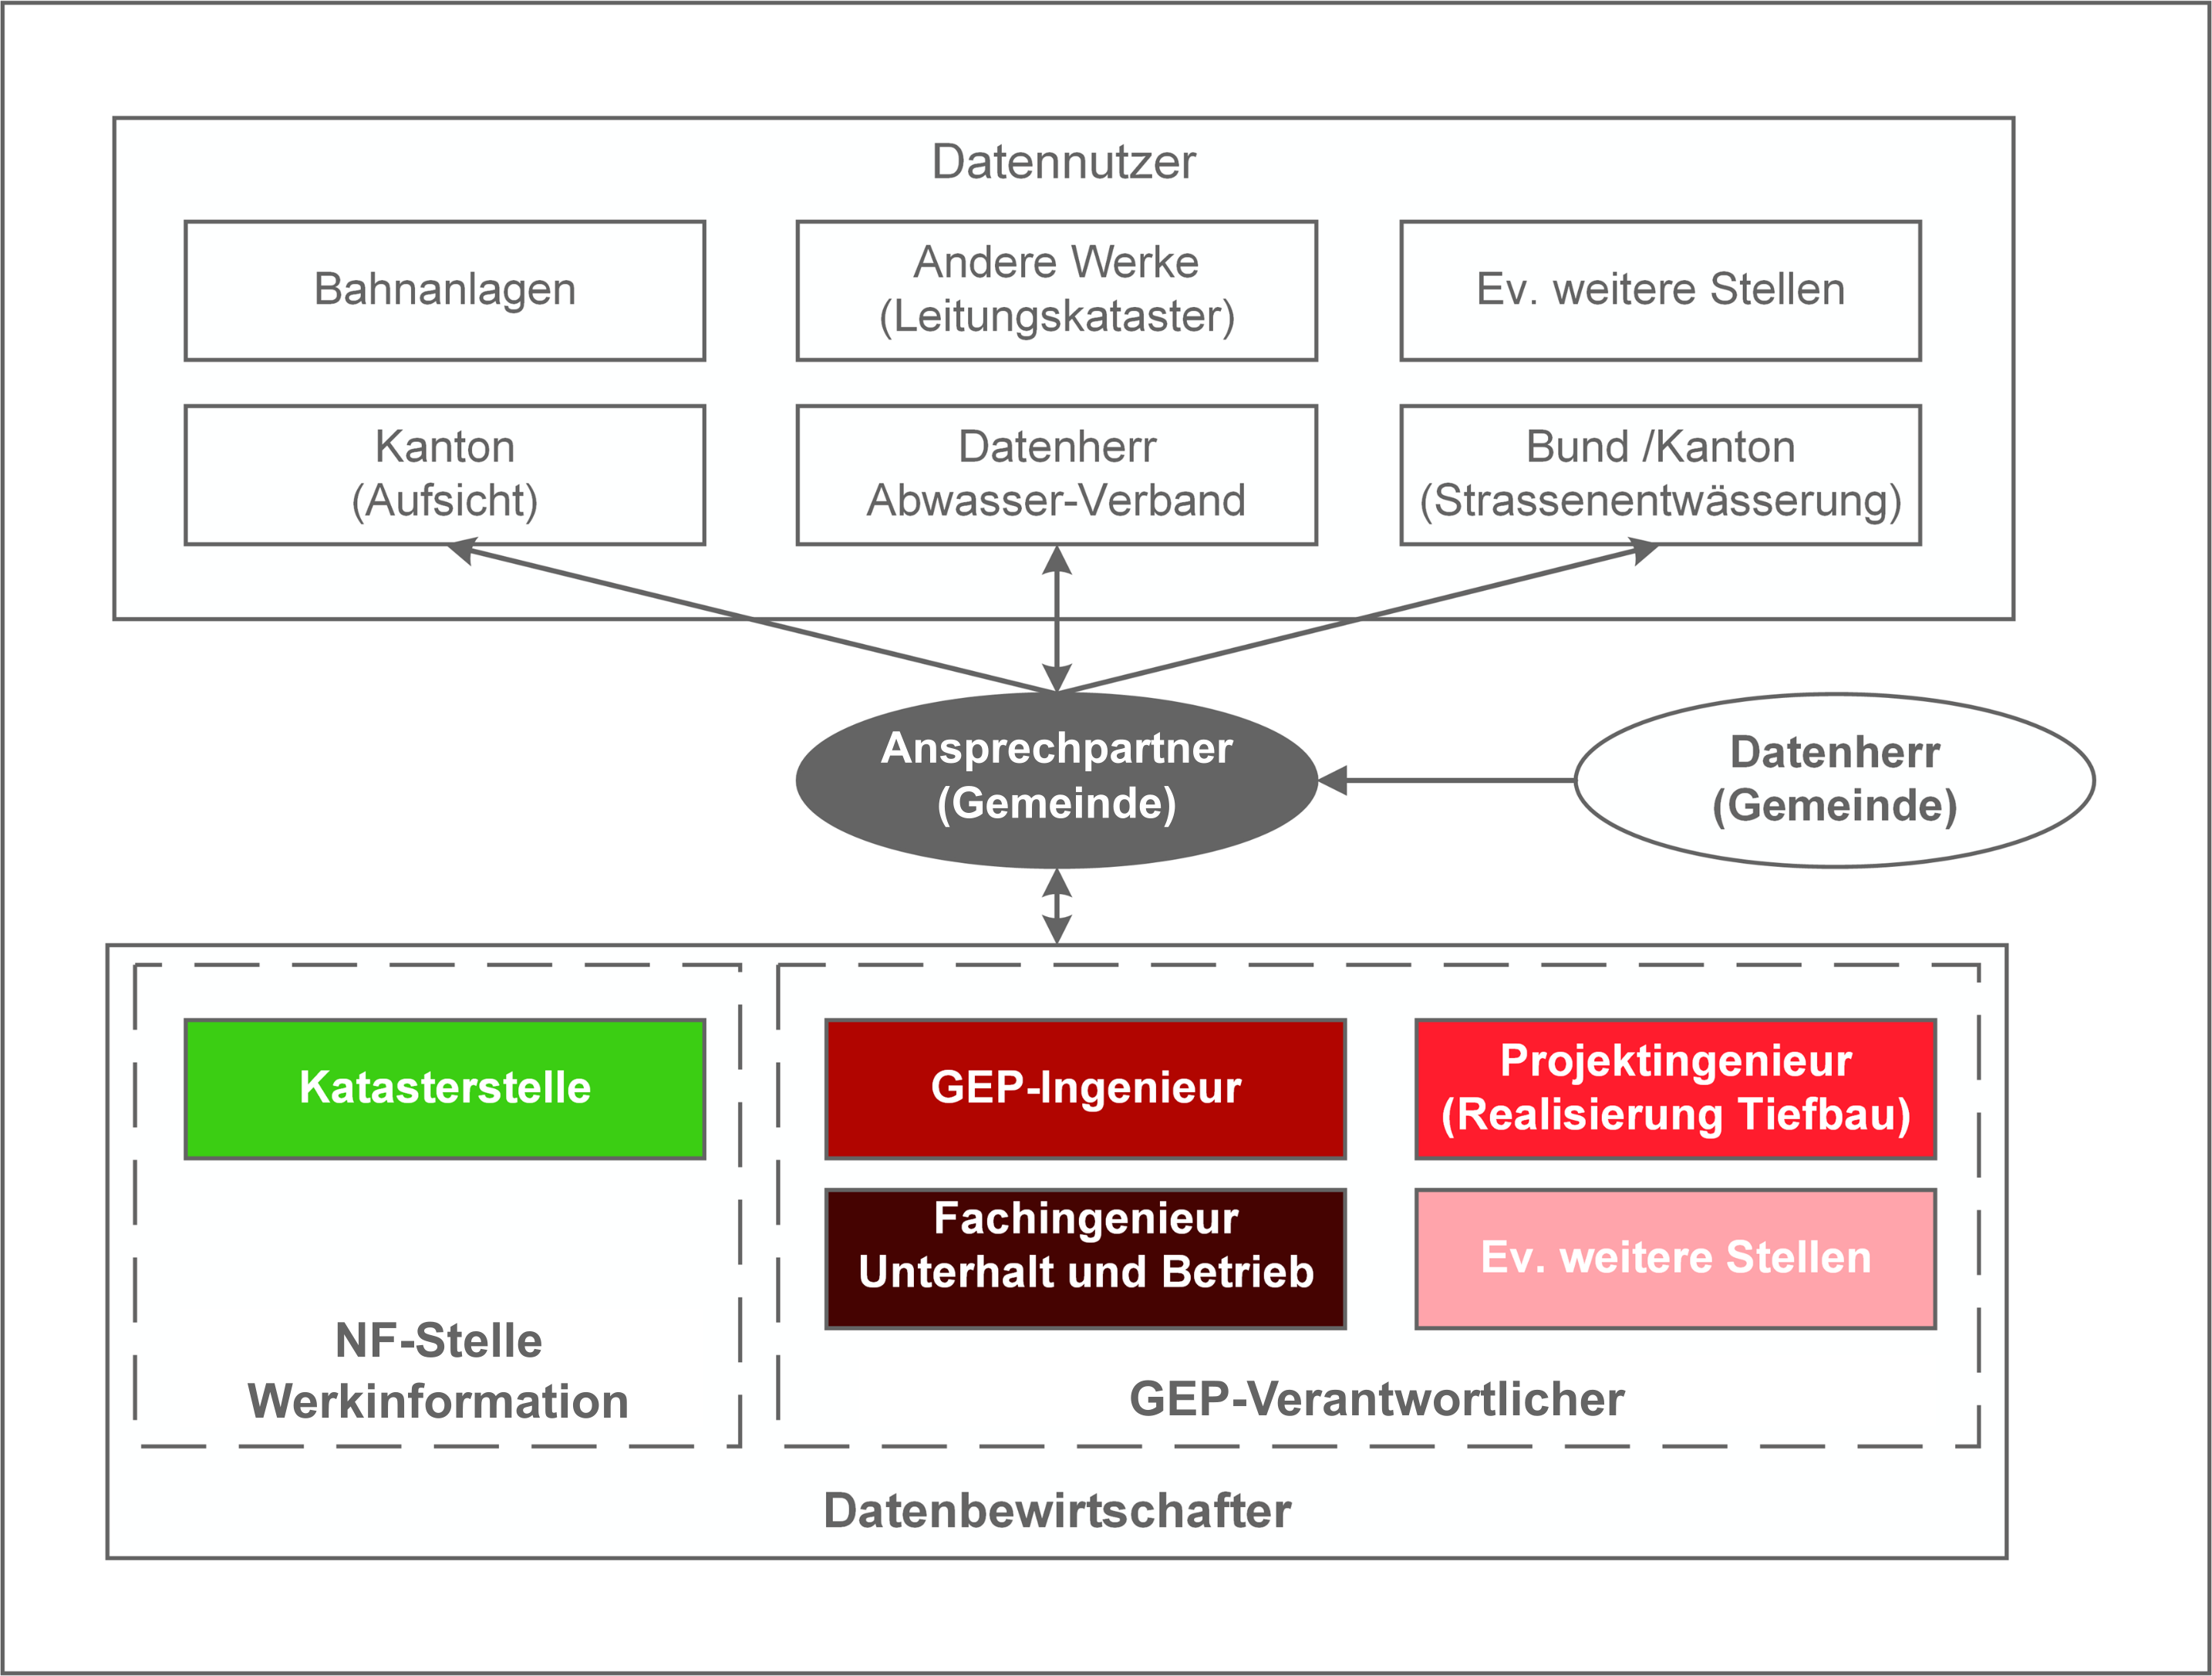 Datennutzer
Bahnanlagen
Andere Werke
(Leitungskataster)
Ev. weitere Stellen
Kanton
(Aufsicht)
Datenherr
Abwasser-Verband
Bund /Kanton
(Strassenentwässerung)
Ansprechpartner
(Gemeinde)
Datenherr
(Gemeinde)
Katasterstelle
NF-Stelle
Werkinformation
GEP-Ingenieur
Projektingenieur
(Realisierung Tiefbau)
Fachingenieur
Unterhalt und Betrieb
Ev. weitere Stellen
GEP-Verantwortlicher
Datenbewirtschafter